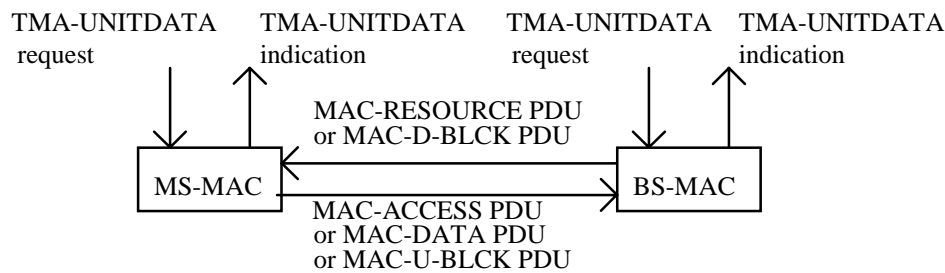 TMA-UNITDATA request
TMA-UNITDATA indication
TMA-UNITDATA request
TMA-UNITDATA indication
MAC-RESOURCE PDU
or MAC-D-BLCK PDU
MS-MAC
BS-MAC
MAC-ACCESS PDU
or MAC-DATA PDU
or MAC-U-BLCK PDU